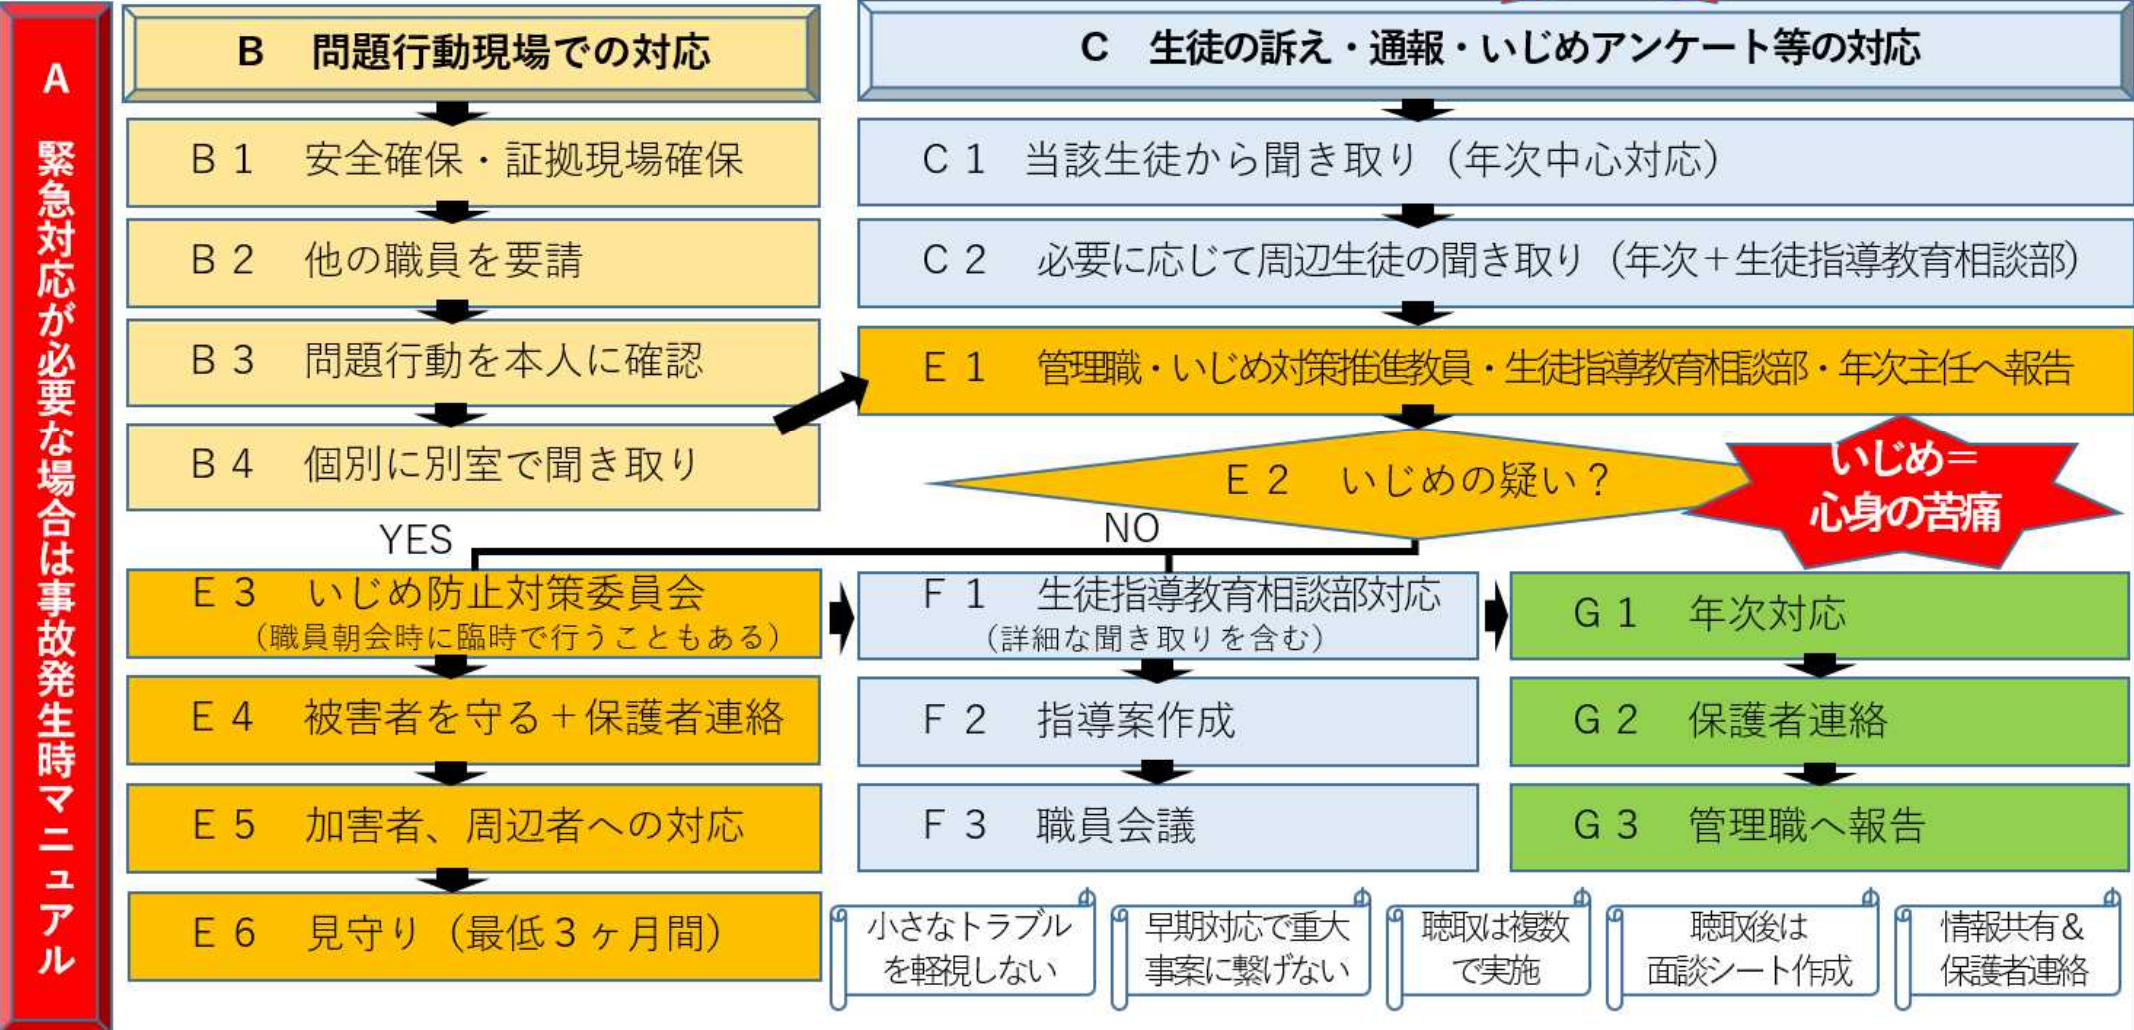 A 緊急対応が必要な場合は事故発生時マニュアル
B 問題行動現場での対応
B1 安全確保・証拠現場確保
B2 他の職員を要請
B3 問題行動を本人に確認
B4 個別に別室で聞き取り
C 生徒の訴え・通報・いじめアンケート等の対応
C1 当該生徒から聞き取り（年次中心対応）
C2 必要に応じて周辺生徒の聞き取り（年次＋生徒指導教育相談部）
E1 管理職・いじめ対策推進教員・生徒指導教育相談部・年次主任へ報告
E2 いじめの疑い？
いじめ＝
心身の苦痛
YES
NO
E3 いじめ防止対策委員会
（職員朝会時に臨時で行うこともある）
E4 被害者を守る＋保護者連絡
E5 加害者、周辺者への対応
E6 見守り（最低３ヶ月間）
F1 生徒指導教育相談部対応
（詳細な聞き取りを含む）
F2 指導案作成
F3 職員会議
G1 年次対応
G2 保護者連絡
G3 管理職へ報告
小さなトラブル
を軽視しない
早期対応で重大
事案に繋げない
聴取は複数
で実施
聴取後は
面談シート作成
情報共有＆
保護者連絡